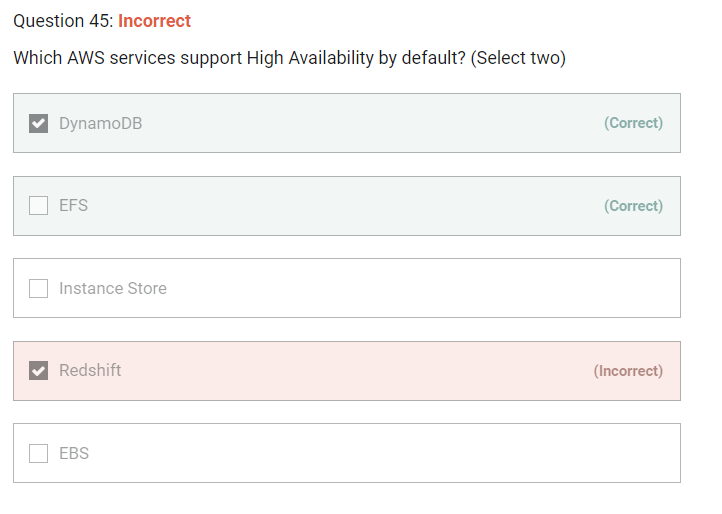 Question 45: Incorrect
Which AWS services support High Availability by default? (Select two)
DynamoDB (Correct)
EFS (Correct)
Instance Store
Redshift (Incorrect)
EBS